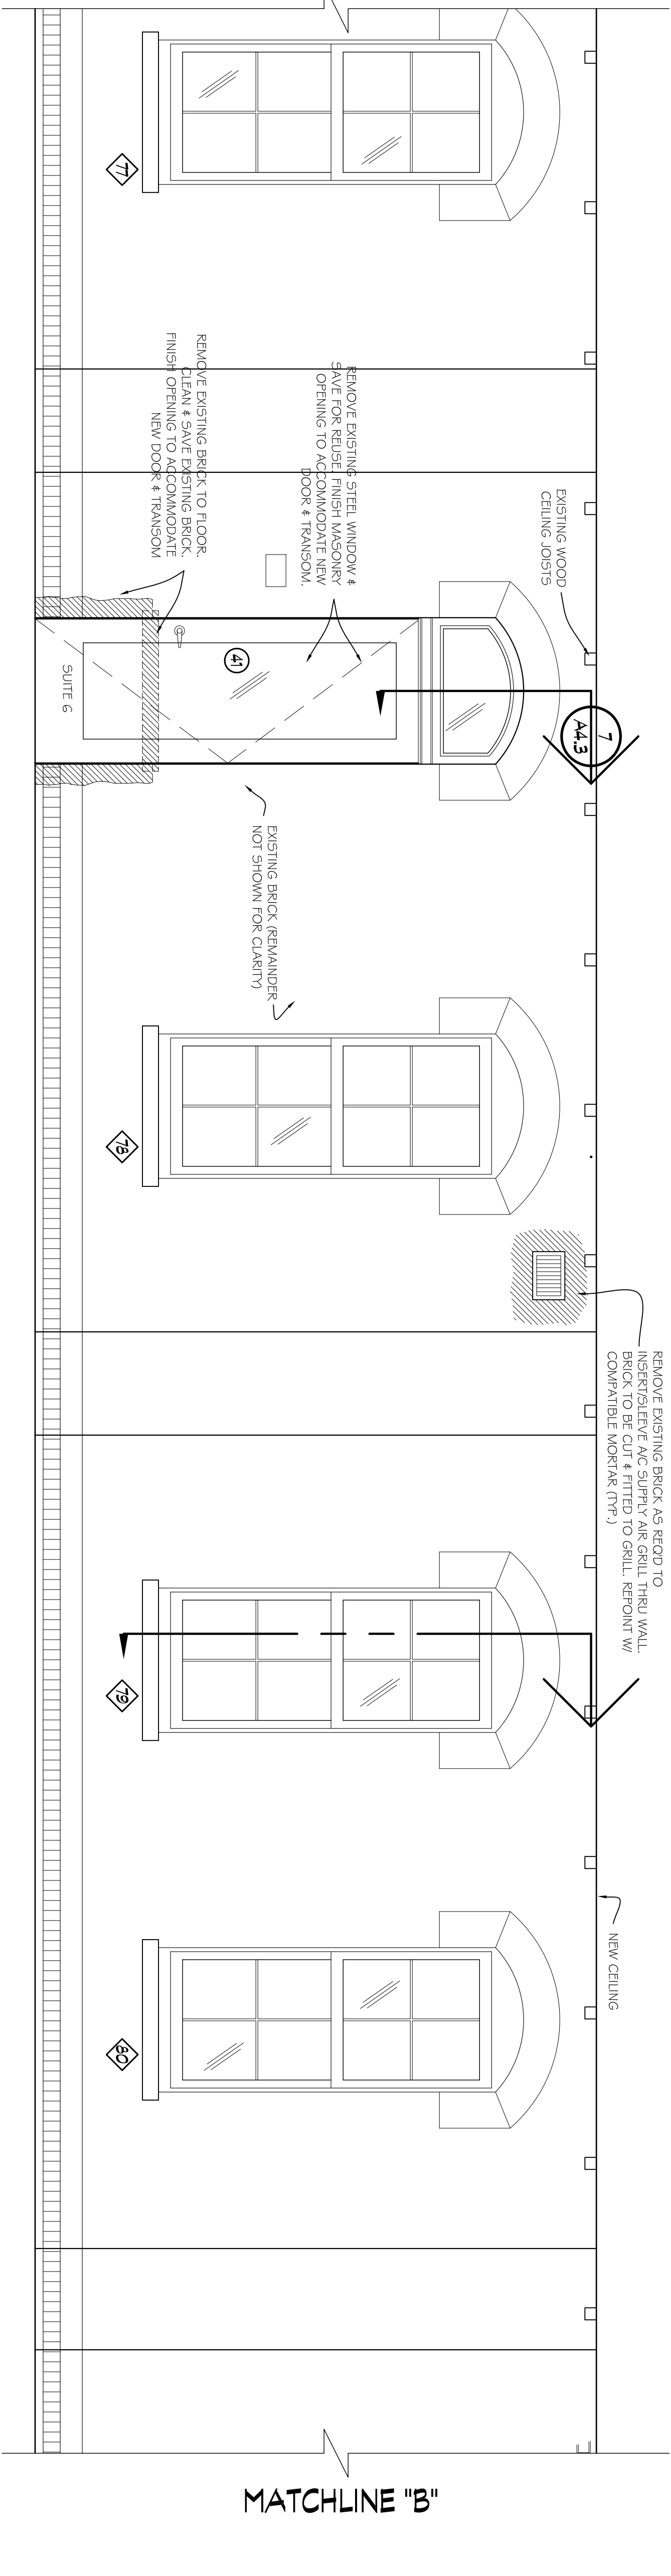 77
REMOVE EXISTING BRICK TO FLOOR.
CLEAN & SAVE EXISTING BRICK.
FINISH OPENING TO ACCOMMODATE
NEW DOOR & TRANSOM
REMOVE EXISTING STEEL WINDOW &
SAVE FOR REUSE. FINISH MASONRY
OPENING TO ACCOMMODATE NEW
DOOR & TRANSOM.
EXISTING WOOD
CEILING JOISTS
41
SUITE 6
7
A4.3
EXISTING BRICK (REMAINDER
NOT SHOWN FOR CLARITY)
78
REMOVE EXISTING BRICK AS REQ'D TO
INSERT/SLEEVE A/C SUPPLY AIR GRILL THRU WALL.
BRICK TO BE CUT & FITTED TO GRILL. REPOINT W/
COMPATIBLE MORTAR (TYP.)
79
NEW CEILING
80
MATCHLINE "B"